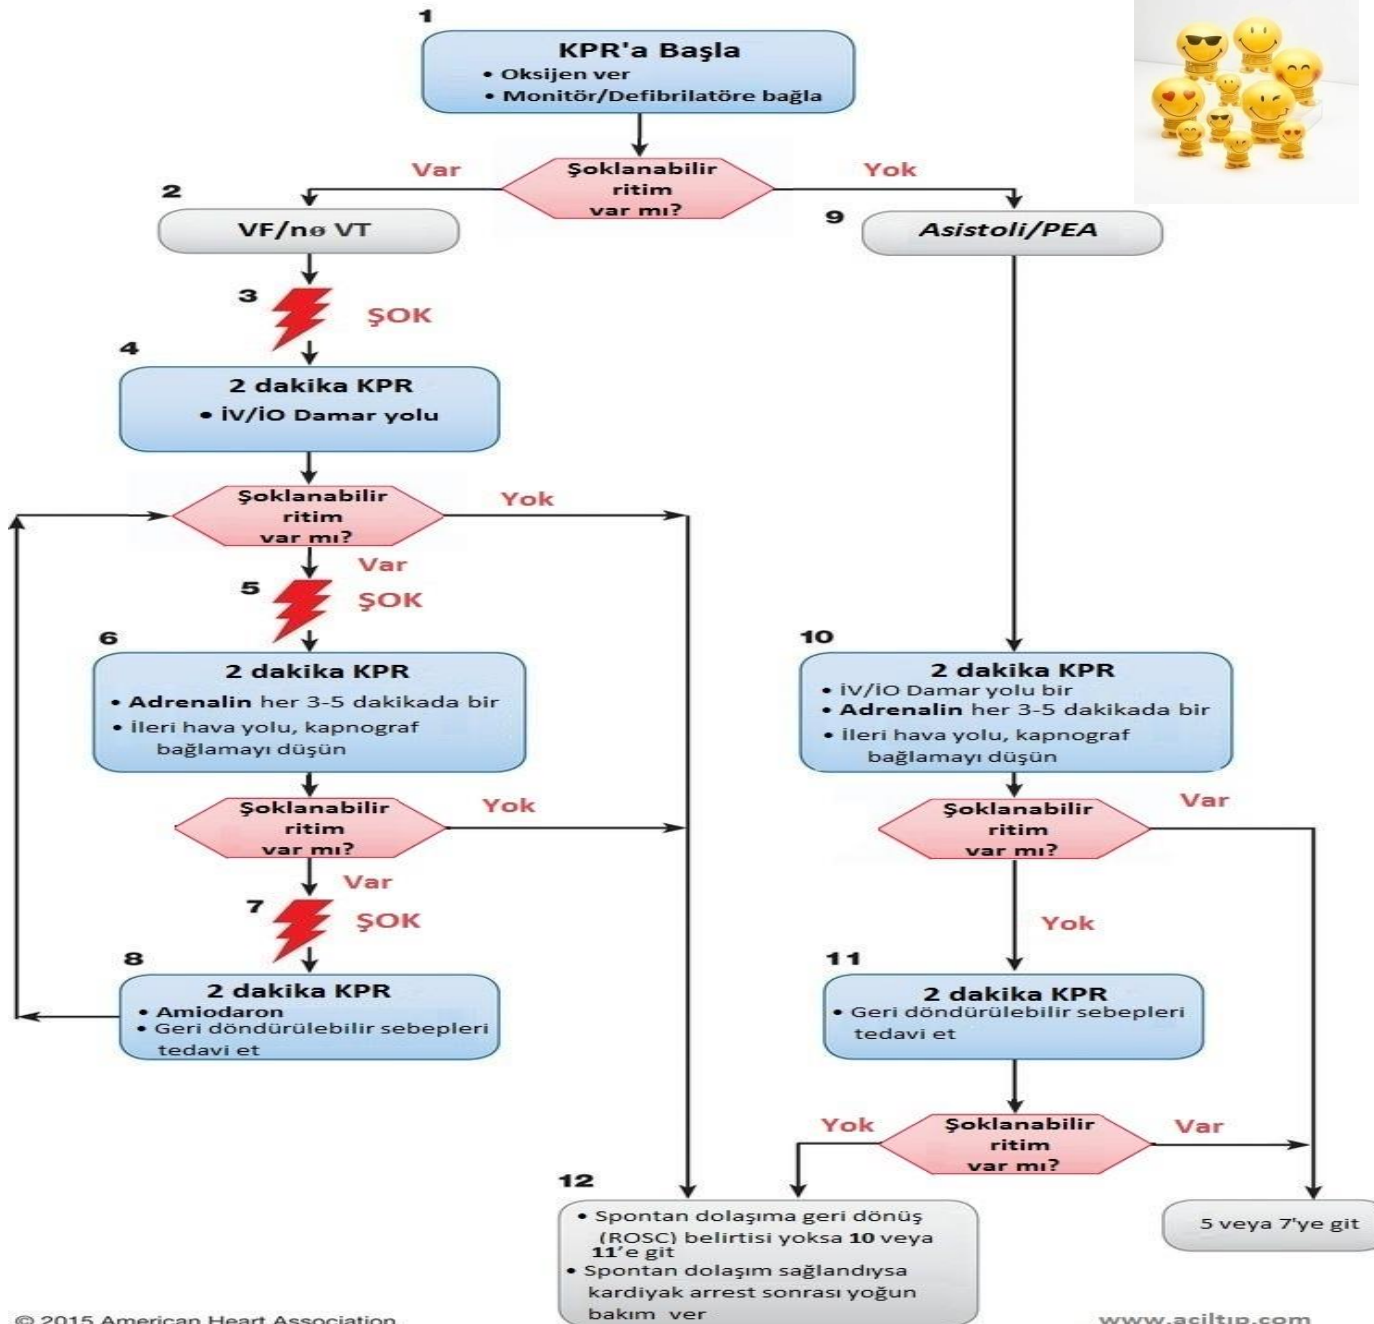 1
KPR'a Başla
• Oksijen ver
• Monitör/Defibrilatöre bağla
Şoklanabilir
ritim
var mı?
Var
Yok
2
VF/nø VT
9
Asistoli/PEA
3
ŞOK
4
2 dakika KPR
• İV/İO Damar yolu
Şoklanabilir
ritim
var mı?
Yok
Var
5
ŞOK
6
2 dakika KPR
• Adrenalin her 3-5 dakikada bir
• İleri hava yolu, kapnograf
bağlamayı düşün
10
2 dakika KPR
• İV/İO Damar yolu bir
• Adrenalin her 3-5 dakikada bir
• İleri hava yolu, kapnograf
bağlamayı düşün
Şoklanabilir
ritim
var mı?
Yok
Var
Şoklanabilir
ritim
var mı?
Var
Yok
7
ŞOK
8
2 dakika KPR
• Amiodaron
• Geri döndürülebilir sebepleri
tedavi et
11
2 dakika KPR
• Geri döndürülebilir sebepleri
tedavi et
Şoklanabilir
ritim
var mı?
Yok
Var
12
• Spontan dolaşıma geri dönüş
(ROSC) belirtisi yoksa 10 veya
11'e git
• Spontan dolaşım sağlandıysa
kardiyak arrest sonrası yoğun
bakım ver
5 veya 7'ye git
© 2015 American Heart Association
www.aciltıp.com